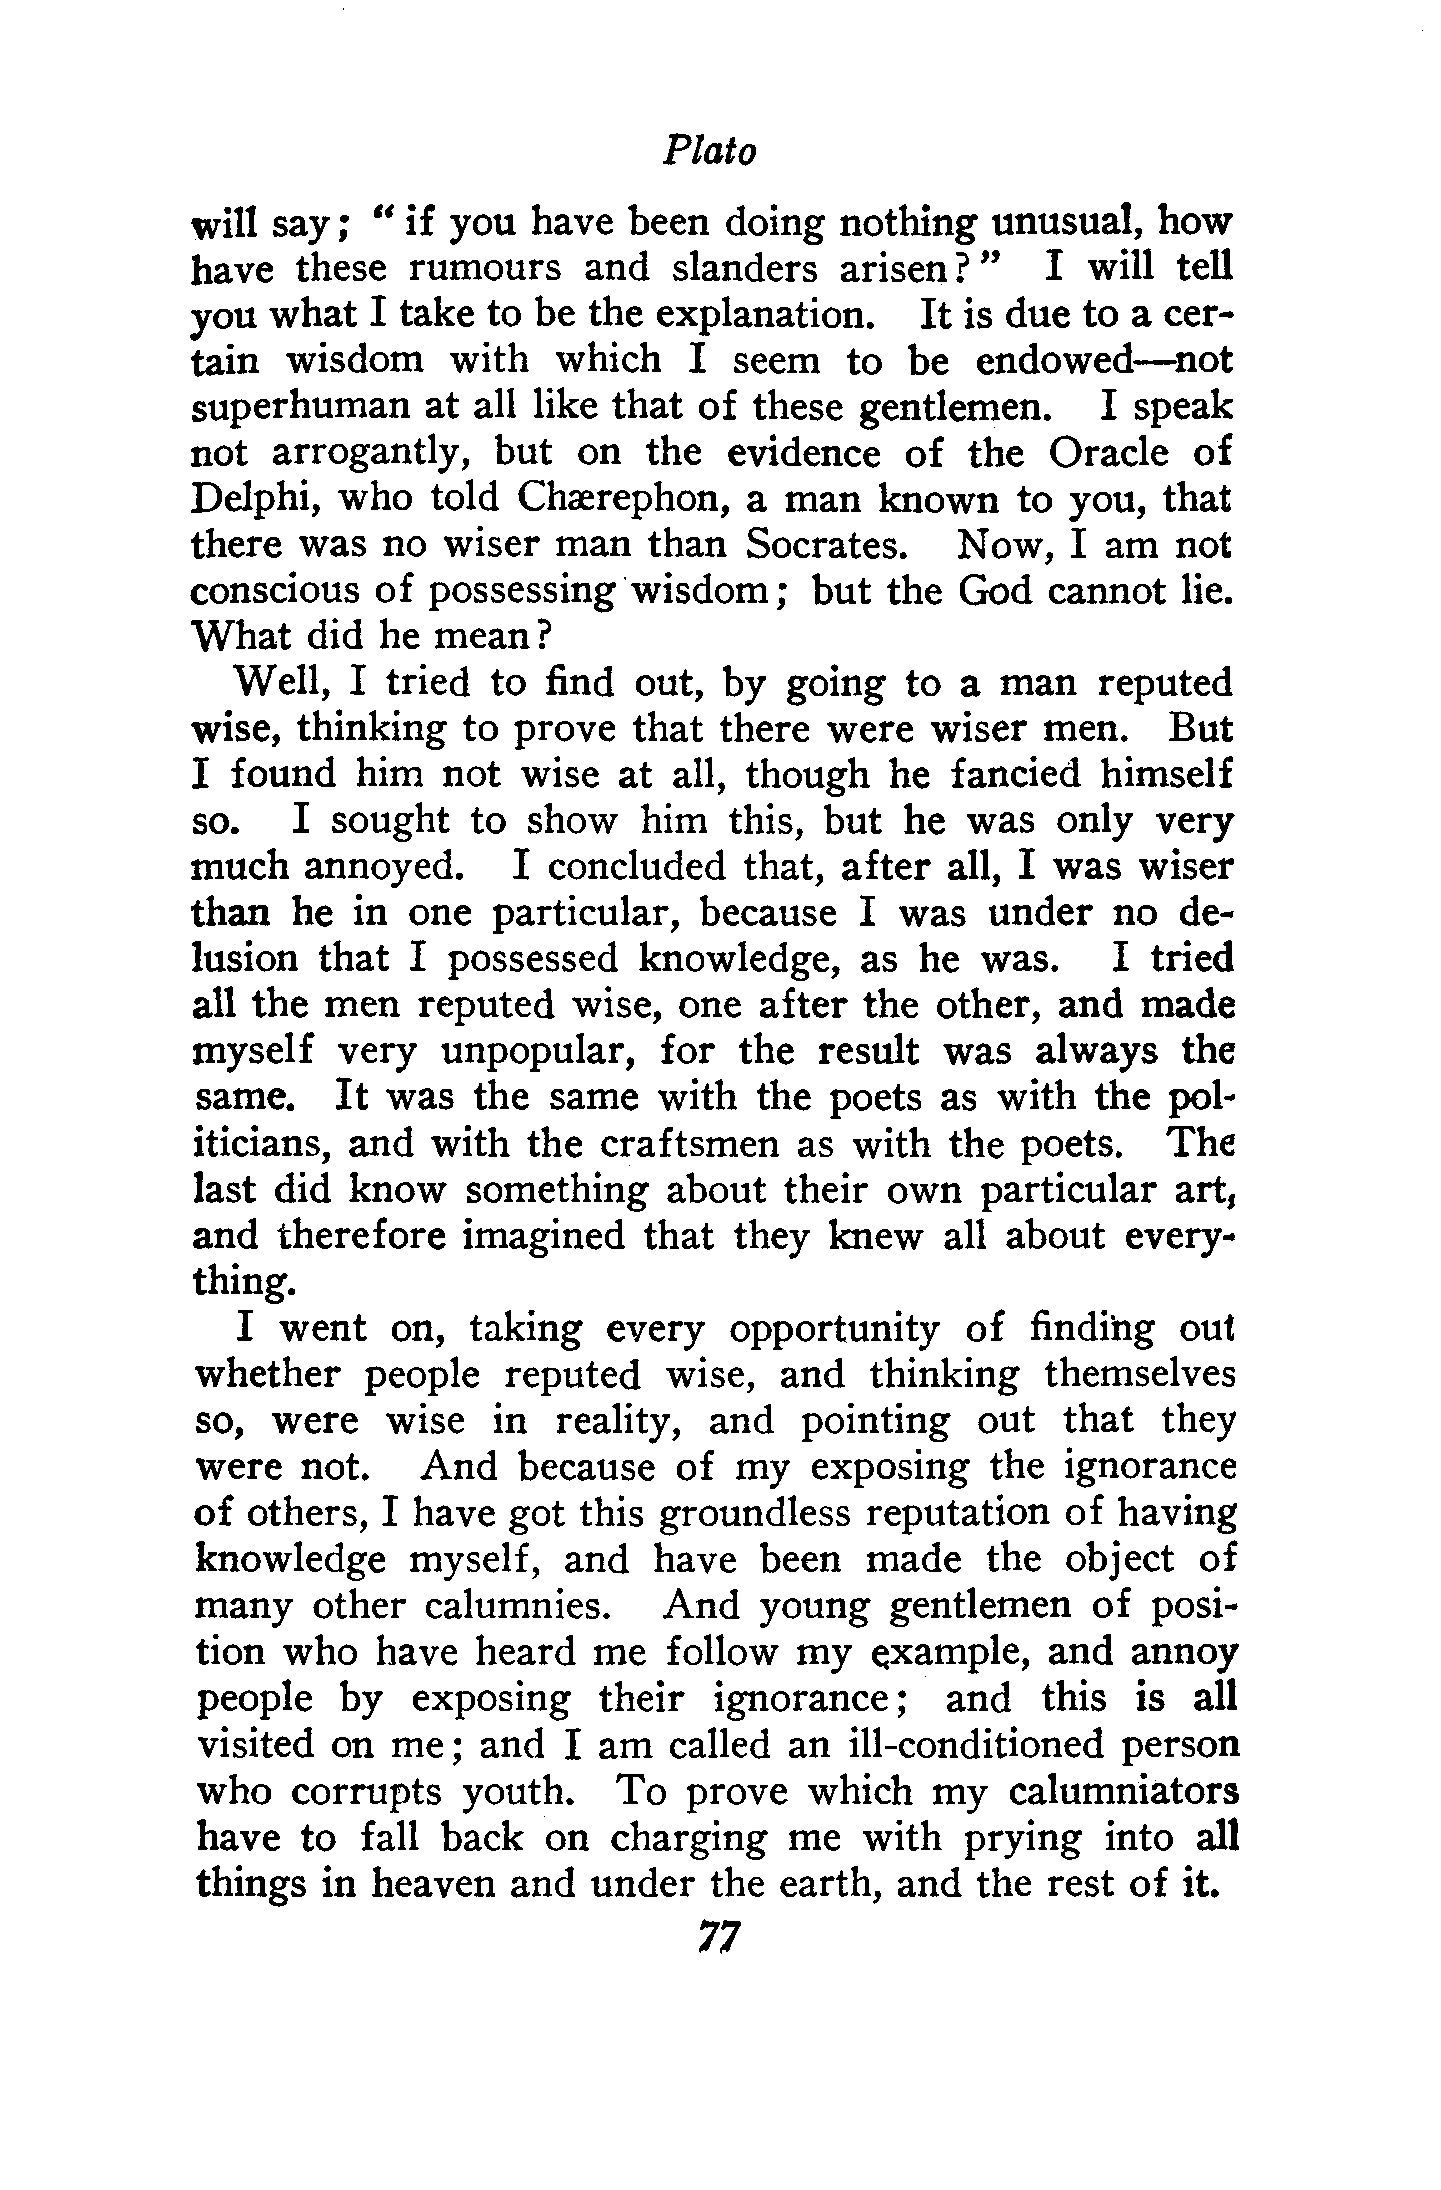 Plato
will say; “ if you have been doing nothing unusual, how
have these rumours and slanders arisen? ” I will tell
you what I take to be the explanation. It is due to a cer-
tain wisdom with which I seem to be endowed—not
superhuman at all like that of these gentlemen. I speak
not arrogantly, but on the evidence of the Oracle of
Delphi, who told Chærephon, a man known to you, that
there was no wiser man than Socrates. Now, I am not
conscious of possessing wisdom; but the God cannot lie.
What did he mean?
Well, I tried to find out, by going to a man reputed
wise, thinking to prove that there were wiser men. But
I found him not wise at all, though he fancied himself
so. I sought to show him this, but he was only very
much annoyed. I concluded that, after all, I was wiser
than he in one particular, because I was under no de-
lusion that I possessed knowledge, as he was. I tried
all the men reputed wise, one after the other, and made
myself very unpopular, for the result was always the
same. It was the same with the poets as with the pol-
iticians, and with the craftsmen as with the poets. The
last did know something about their own particular art,
and therefore imagined that they knew all about every-
thing.
I went on, taking every opportunity of finding out
whether people reputed wise, and thinking themselves
so, were wise in reality, and pointing out that they
were not. And because of my exposing the ignorance
of others, I have got this groundless reputation of having
knowledge myself, and have been made the object of
many other calumnies. And young gentlemen of posi-
tion who have heard me follow my example, and annoy
people by exposing their ignorance; and this is all
visited on me; and I am called an ill-conditioned person
who corrupts youth. To prove which my calumniators
have to fall back on charging me with prying into all
things in heaven and under the earth, and the rest of it.
77